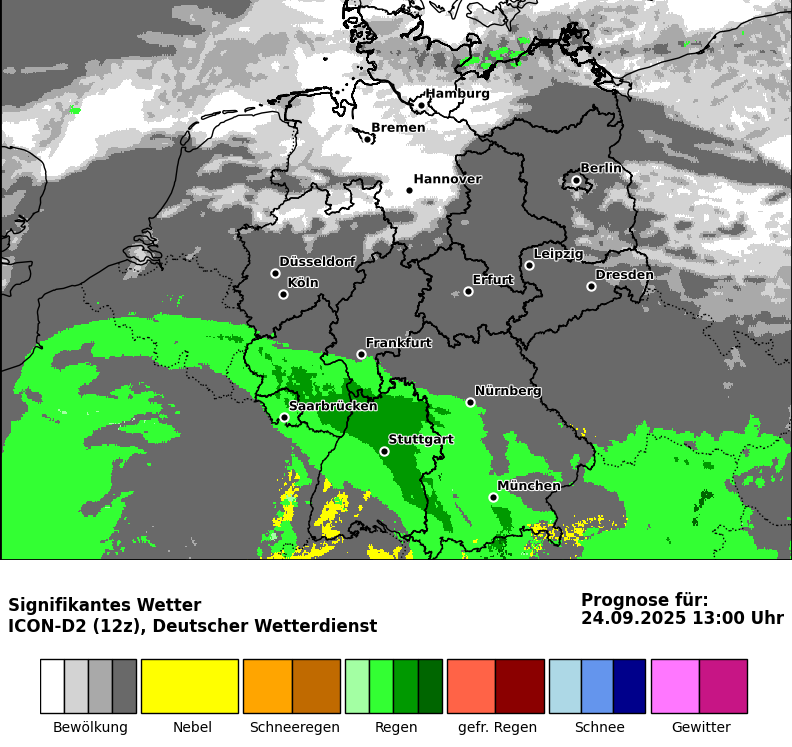 Hamburg
Bremen
Hannover
Berlin
Düsseldorf
Köln
Leipzig
Erfurt
Dresden
Frankfurt
Nürnberg
Saarbrücken
Stuttgart
München
Signifikantes Wetter
ICON-D2 (12z), Deutscher Wetterdienst
Prognose für:
24.09.2025 13:00 Uhr
Bewölkung
Nebel
Schneeregen
Regen
gefr. Regen
Schnee
Gewitter